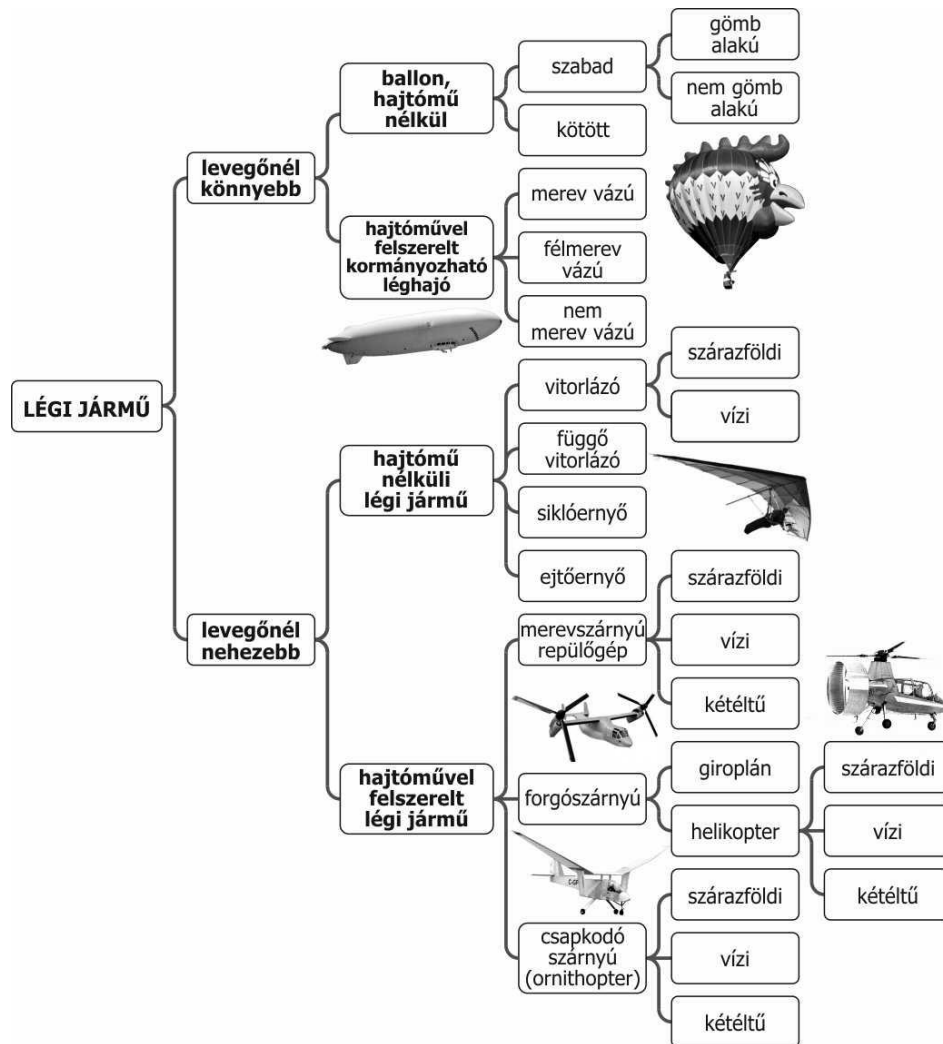 LÉGI JÁRMŰ
levegőnél
könnyebb
ballon,
hajtómű
nélkül
szabad
gömb
alakú
nem gömb
alakú
kötött
hajtóművel
felszerelt
kormányozható
léghajó
merev vázú
félmerev
vázú
nem
merev vázú
levegőnél
nehezebb
hajtómű
nélküli
légi jármű
vitorlázó
szárazföldi
vízi
függő
vitorlázó
siklóernyő
ejtőernyő
hajtóművel
felszerelt
légi jármű
merevszárnyú
repülőgép
szárazföldi
vízi
kétéltű
forgószárnyú
giroplán
helikopter
szárazföldi
vízi
kétéltű
csapkodó
szárnyú
(ornithopter)
szárazföldi
vízi
kétéltű